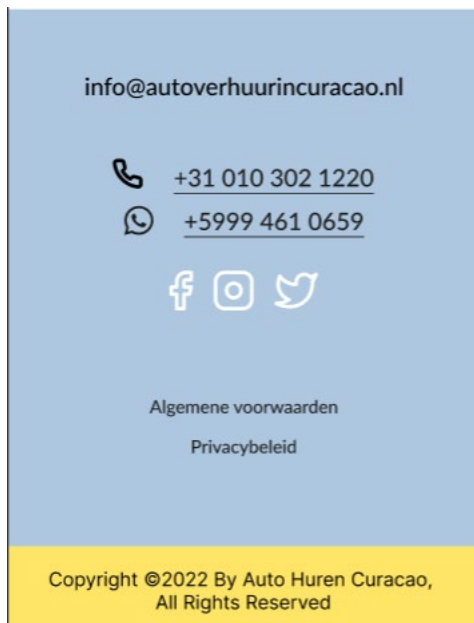 info@autoverhuurincuracao.nl
+31 010 302 1220
+5999 461 0659
Algemene voorwaarden
Privacybeleid
Copyright ©2022 By Auto Huren Curacao,
All Rights Reserved